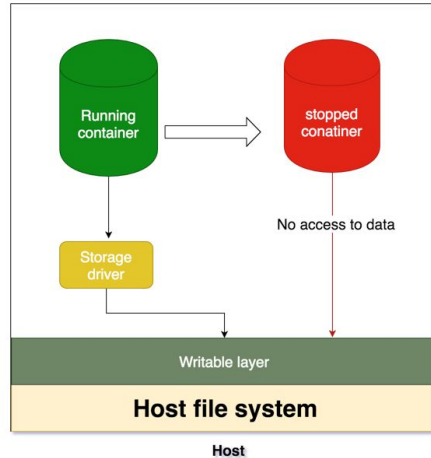 Running
container
stopped
conatiner
No access to data
Storage
driver
Writable layer
Host file system
Host